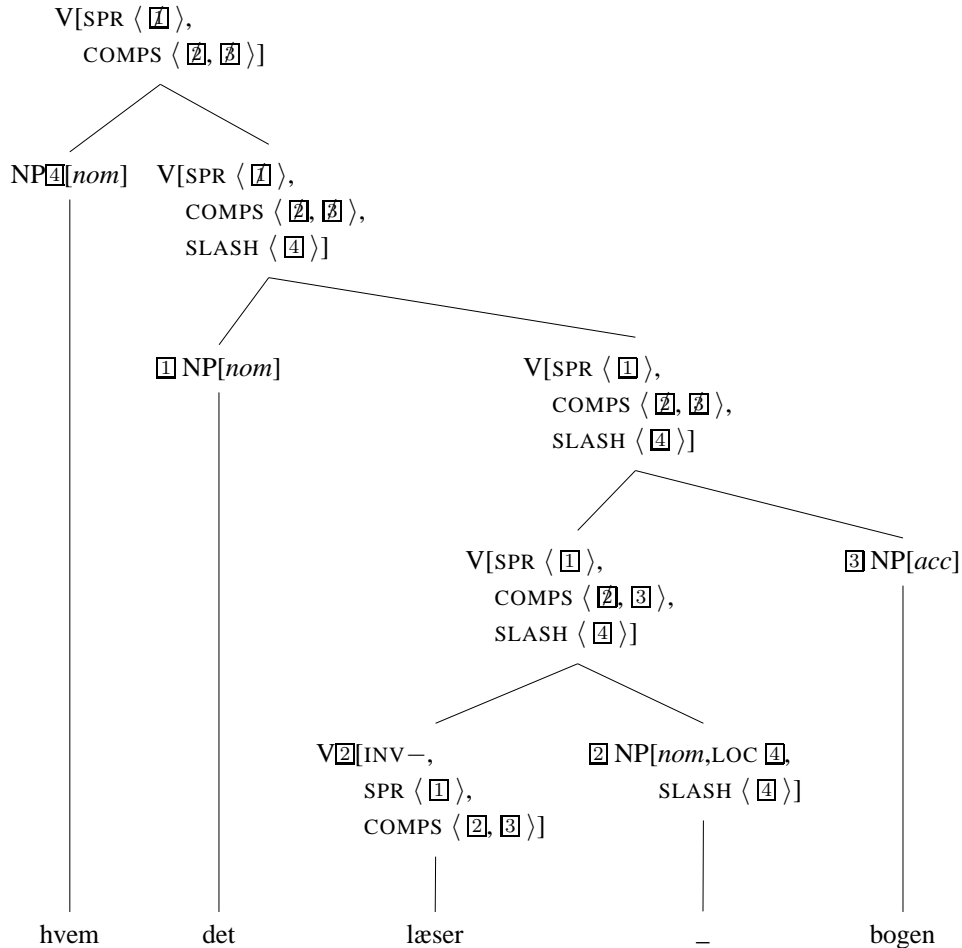 V[SPR ⟨ 1̸ ⟩,
COMPS ⟨ 2̸, 3̸ ⟩]
NP4[nom]
V[SPR ⟨ 1̸ ⟩,
COMPS ⟨ 2̸, 3̸ ⟩,
SLASH ⟨ 4 ⟩]
1 NP[nom]
V[SPR ⟨ 1 ⟩,
COMPS ⟨ 2̸, 3̸ ⟩,
SLASH ⟨ 4 ⟩]
V[SPR ⟨ 1 ⟩,
COMPS ⟨ 2̸, 3 ⟩,
SLASH ⟨ 4 ⟩]
3 NP[acc]
V2[INV−,
SPR ⟨ 1 ⟩,
COMPS ⟨ 2, 3 ⟩]
2 NP[nom,LOC 4,
SLASH ⟨ 4 ⟩]
hvem det læser _ bogen